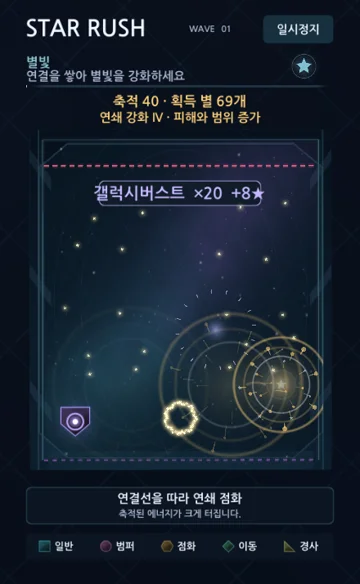 STAR RUSH WAVE 01 일시정지
별빛
연결을 쌓아 별빛을 강화하세요
축적 40 · 획득 별 69개
연쇄 강화 IV · 피해와 범위 증가
갤럭시버스트 ×20 +8★
연결선을 따라 연쇄 점화
축적된 에너지가 크게 터집니다.
일반 범퍼 점화 이동 경사